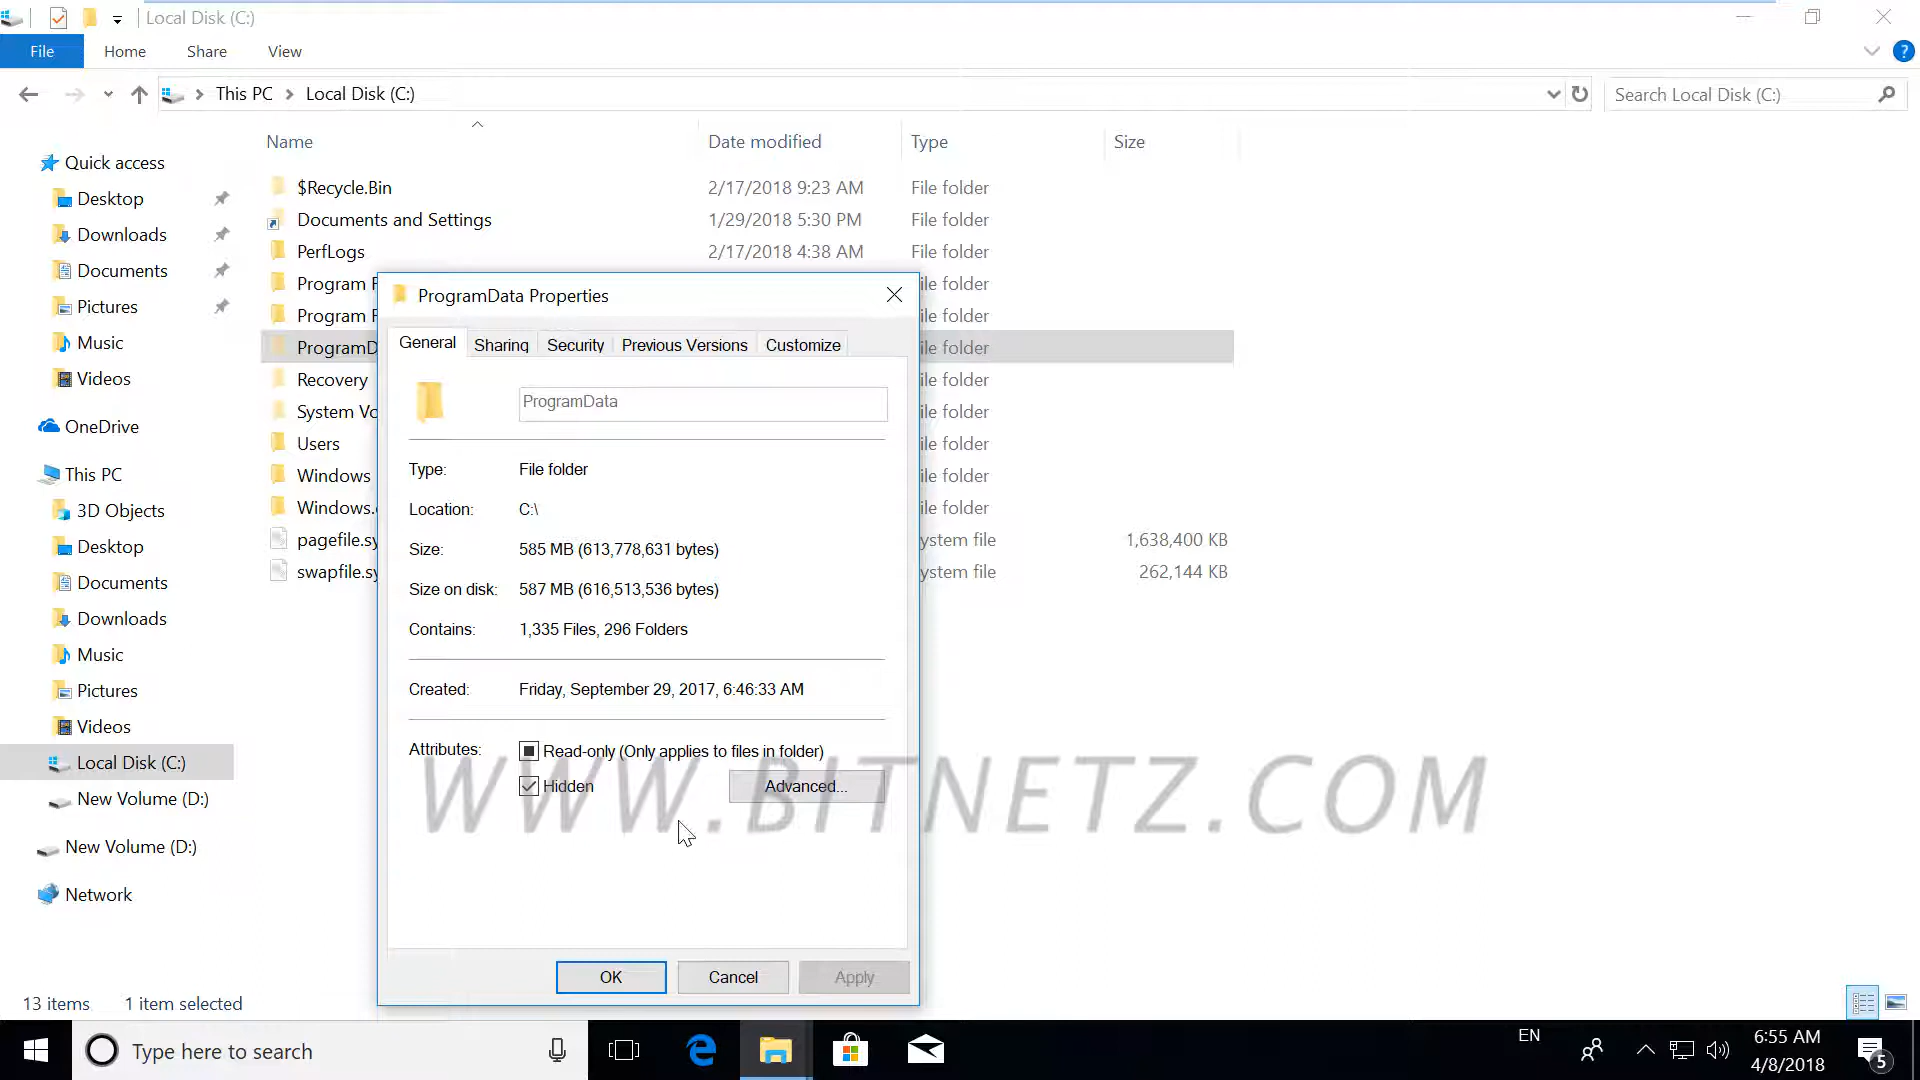 Local Disk (C:)
File
Home
Share
View
?
This PC
Local Disk (C:)
Search Local Disk (C:)
Name
Date modified
Type
Size
Quick access
Desktop
Downloads
Documents
Pictures
Music
Videos
OneDrive
This PC
3D Objects
Desktop
Documents
Downloads
Music
Pictures
Videos
Local Disk (C:)
New Volume (D:)
New Volume (D:)
Network
$Recycle.Bin 2/17/2018 9:23 AM File folder
Documents and Settings 1/29/2018 5:30 PM File folder
PerfLogs 2/17/2018 4:38 AM File folder
Program F ile folder
Program F ile folder
ProgramD ile folder
Recovery ile folder
System Vo ile folder
Users ile folder
Windows ile folder
Windows. ile folder
pagefile.sy ystem file 1,638,400 KB
swapfile.sy ystem file 262,144 KB
ProgramData Properties
General
Sharing
Security
Previous Versions
Customize
ProgramData
Type: File folder
Location: C:\
Size: 585 MB (613,778,631 bytes)
Size on disk: 587 MB (616,513,536 bytes)
Contains: 1,335 Files, 296 Folders
Created: Friday, September 29, 2017, 6:46:33 AM
Attributes: Read-only (Only applies to files in folder)
Hidden
Advanced...
WWW.BITNETZ.COM
OK
Cancel
Apply
13 items
1 item selected
Type here to search
EN
6:55 AM
4/8/2018
5